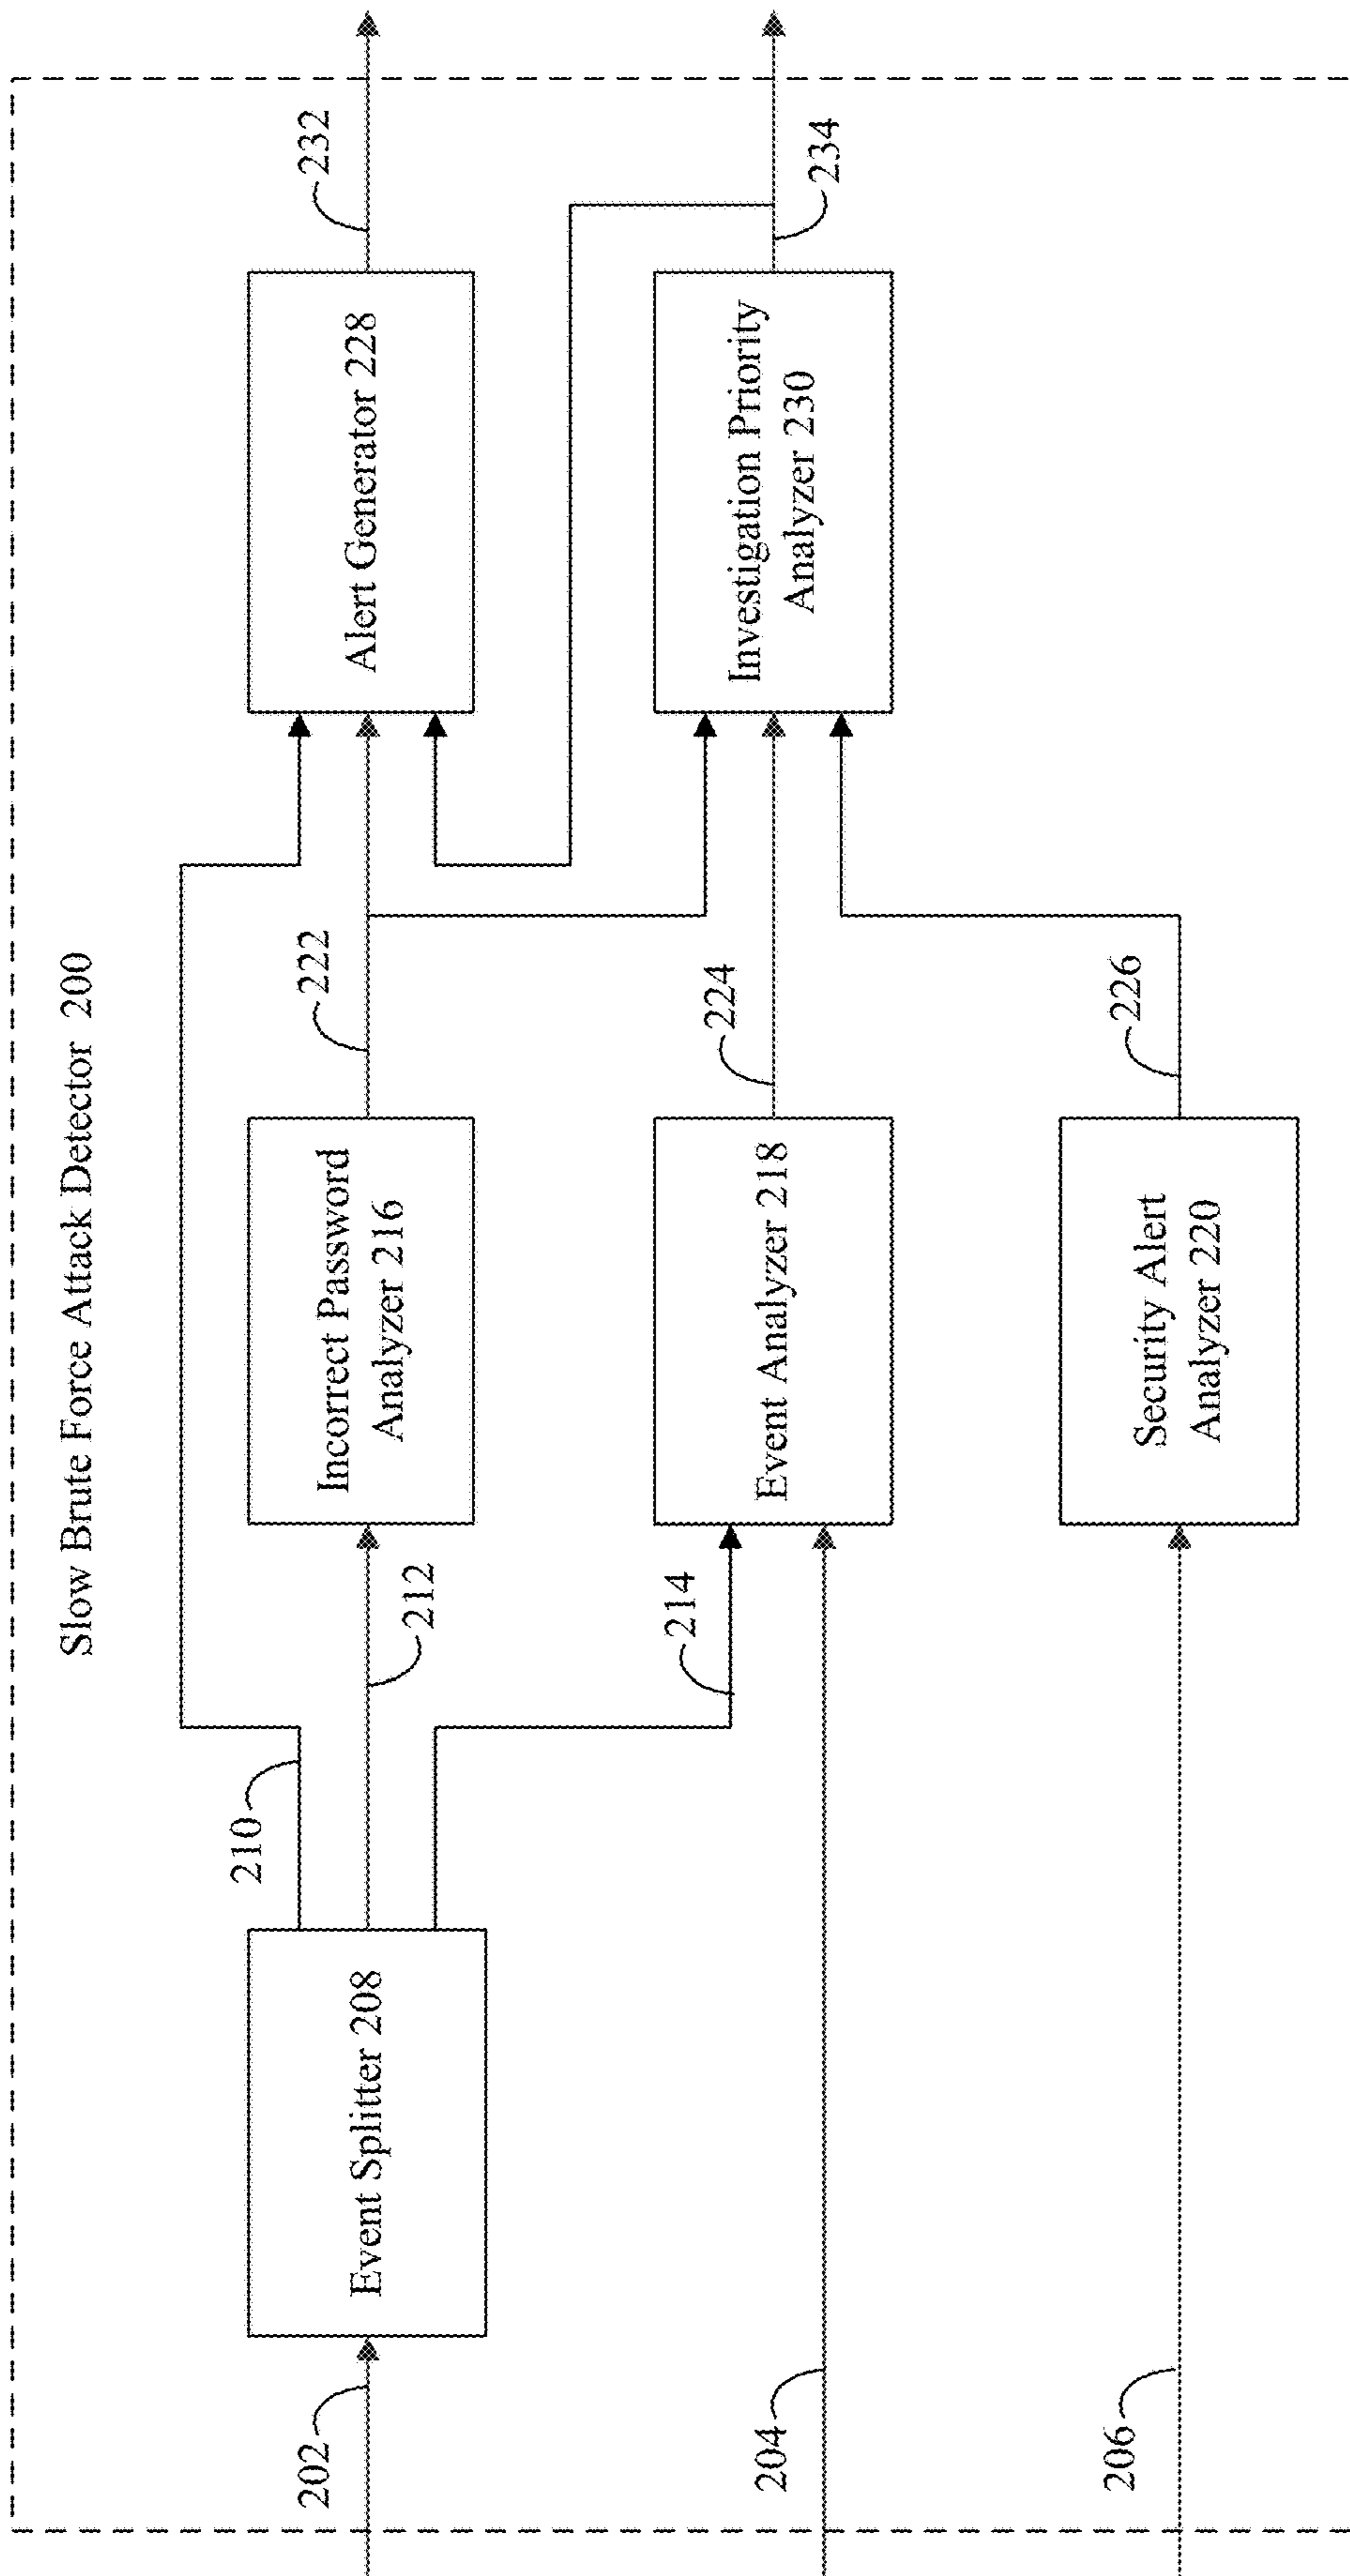 Slow Brute Force Attack Detector 200
210
232
202
Event Splitter 208
212
Incorrect Password
Analyzer 216
222
Alert Generator 228
234
214
204
Event Analyzer 218
224
Investigation Priority
Analyzer 230
206
Security Alert
Analyzer 220
226